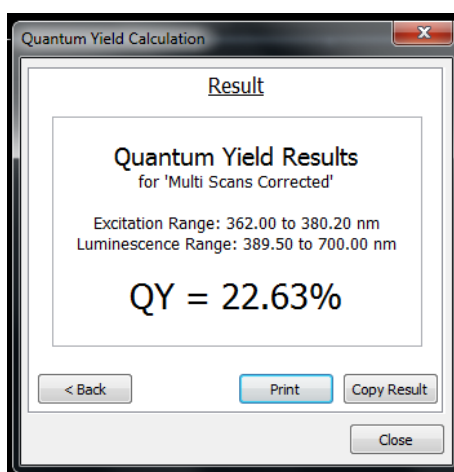 Quantum Yield Calculation
Result
Quantum Yield Results
for 'Multi Scans Corrected'
Excitation Range: 362.00 to 380.20 nm
Luminescence Range: 389.50 to 700.00 nm
QY = 22.63%
< Back
Print
Copy Result
Close